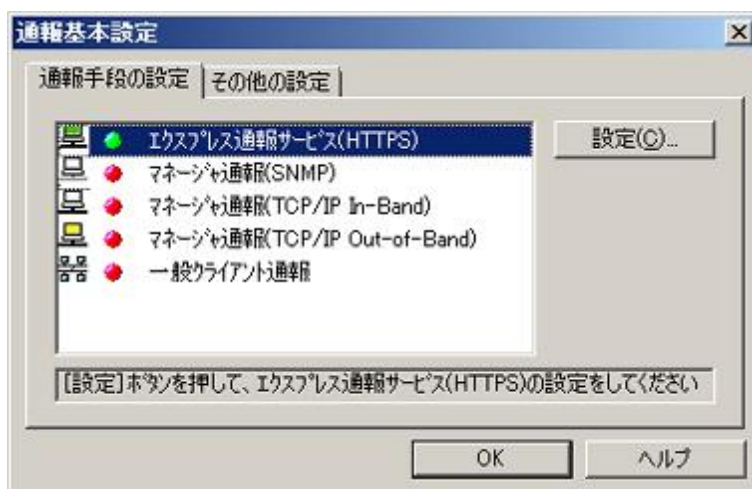 通報基本設定
通報手段の設定 その他の設定
エクスプレス通報サービス(HTTPS) 設定(C)...
マネージャ通報(SNMP)
マネージャ通報(TCP/IP In-Band)
マネージャ通報(TCP/IP Out-of-Band)
一般クライアント通報
[設定]ボタンを押して、エクスプレス通報サービス(HTTPS)の設定をしてください
OK ヘルプ